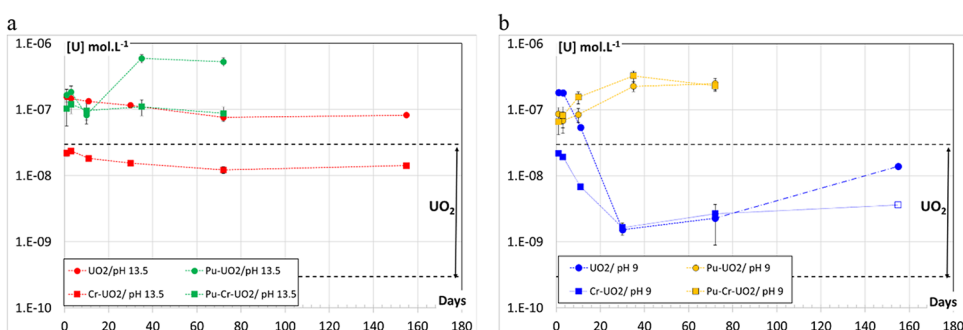 a
[U] mol.L-1
1.E-06
1.E-07
1.E-08
1.E-09
1.E-10
UO2
UO2/pH 13.5
Pu-UO2/pH 13.5
Cr-UO2/ pH 13.5
Pu-Cr-UO2/ pH 13.5
Days
0 20 40 60 80 100 120 140 160 180
b
[U] mol.L-1
1.E-06
1.E-07
1.E-08
1.E-09
1.E-10
UO2
UO2/ pH 9
Pu-UO2/ pH 9
Cr-UO2/ pH 9
Pu-Cr-UO2/ pH 9
Days
0 20 40 60 80 100 120 140 160 180